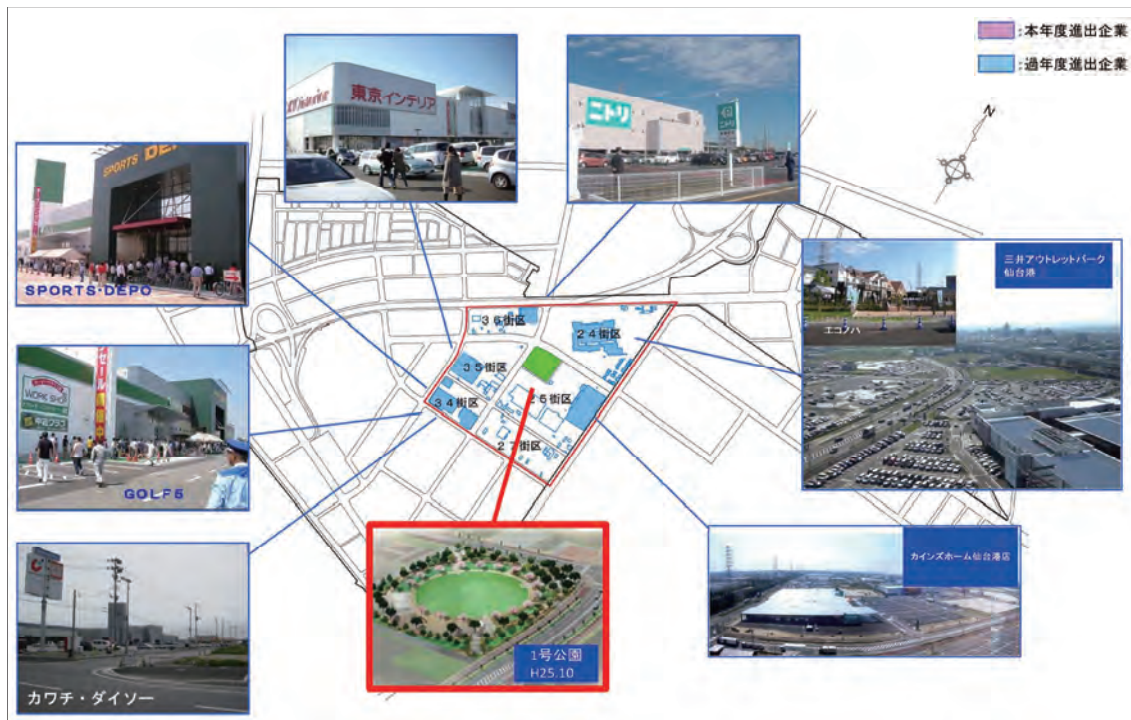 :本年度進出企業
:過年度進出企業
N
東京インテリア
ニトリ
ニトリ
SPORTS DEPO
SPORTS・DEPO
三井アウトレットパーク
仙台港
エコノハ
36街区
24街区
35街区
34街区
25街区
27街区
WORK SHOP
セール
GOLF5
カインズホーム仙台港店
1号公園
H25.10
カワチ・ダイソー